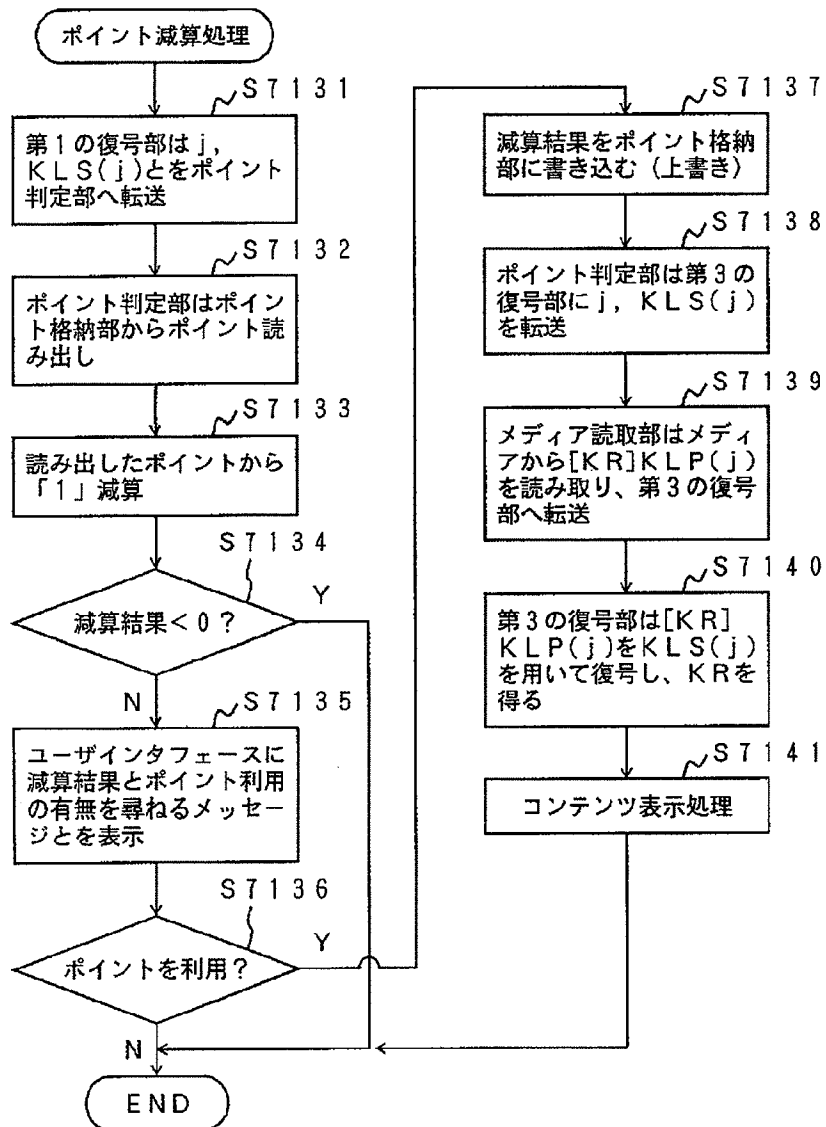 ポイント減算処理
S7131
第1の復号部はj,
KLS(j)とをポイント
判定部へ転送
S7132
ポイント判定部はポイン
ト格納部からポイント読
み出し
S7133
読み出したポイントから
「1」減算
S7134
減算結果<0?
Y
N
S7135
ユーザインタフェースに
減算結果とポイント利用
の有無を尋ねるメッセー
ジとを表示
S7136
ポイントを利用?
Y
N
END
S7137
減算結果をポイント格納
部に書き込む(上書き)
S7138
ポイント判定部は第3の
復号部にj,KLS(j)
を転送
S7139
メディア読取部はメディ
アから[KR]KLP(j)
を読み取り、第3の復号
部へ転送
S7140
第3の復号部は[KR]
KLP(j)をKLS(j)
を用いて復号し、KRを
得る
S7141
コンテンツ表示処理